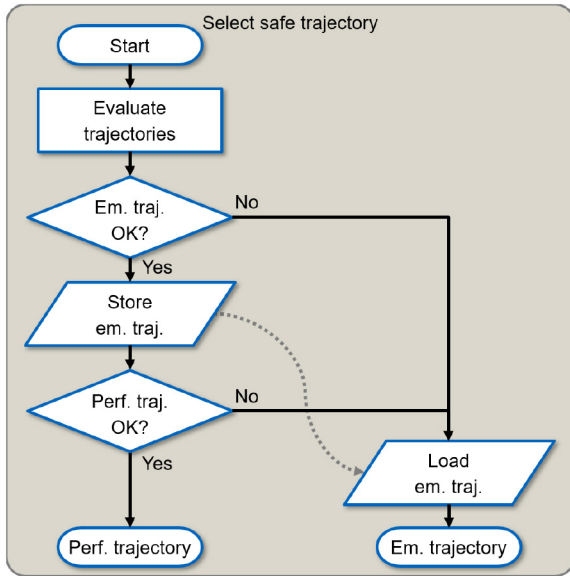 Select safe trajectory
Start
Evaluate
trajectories
Em. traj.
OK?
No
Yes
Store
em. traj.
Perf. traj.
OK?
No
Yes
Load
em. traj.
Perf. trajectory
Em. trajectory